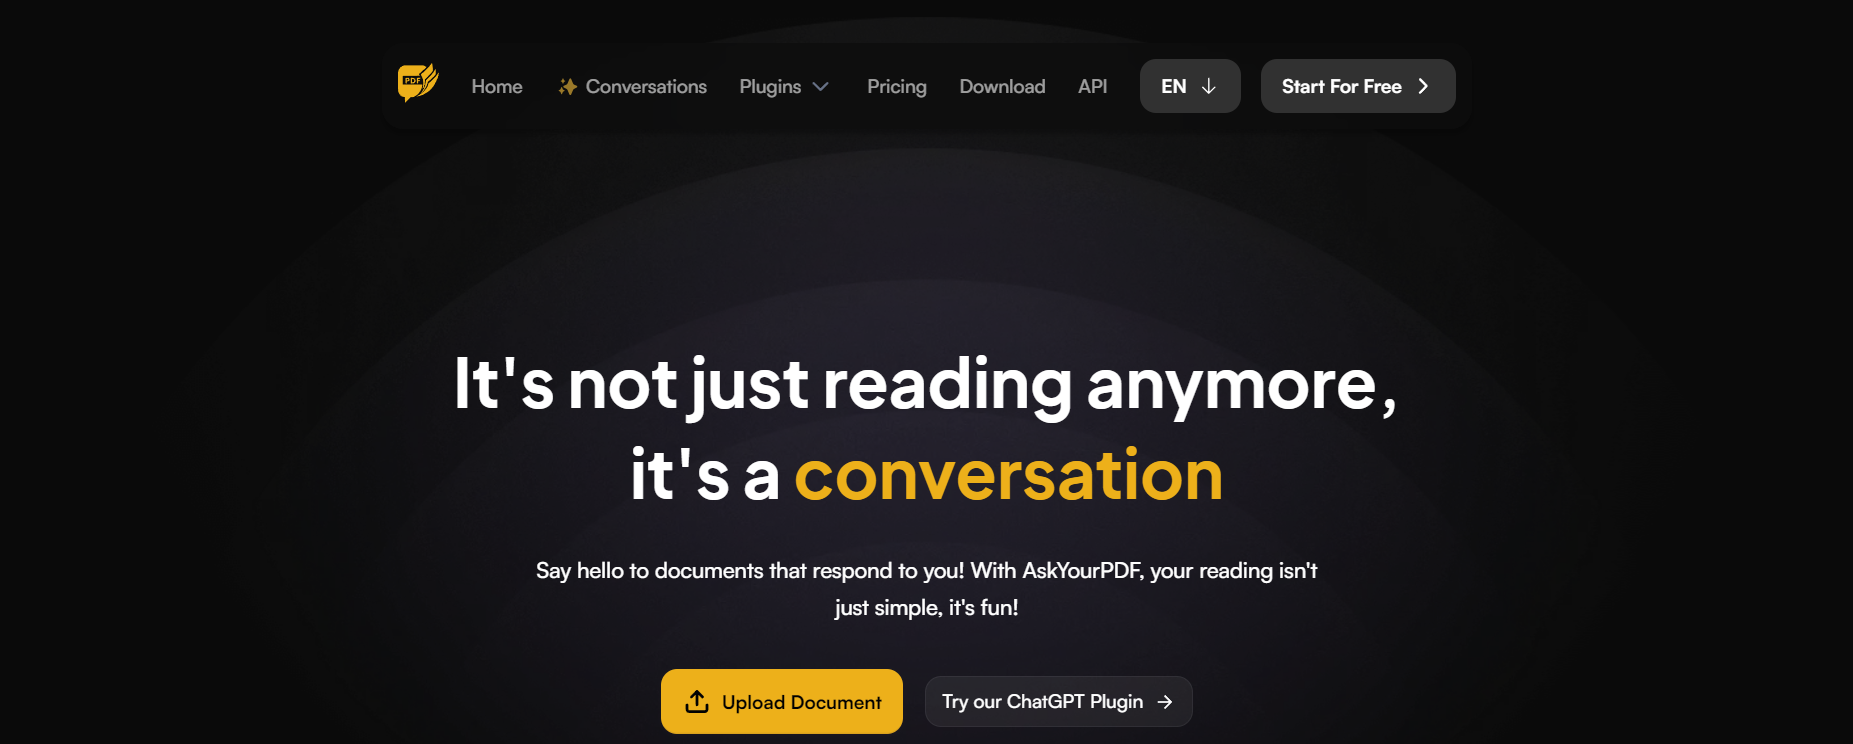 PDF
Home
Conversations
Plugins
Pricing
Download
API
EN
Start For Free
It's not just reading anymore,
it's a conversation
Say hello to documents that respond to you! With AskYourPDF, your reading isn't
just simple, it's fun!
Upload Document
Try our ChatGPT Plugin